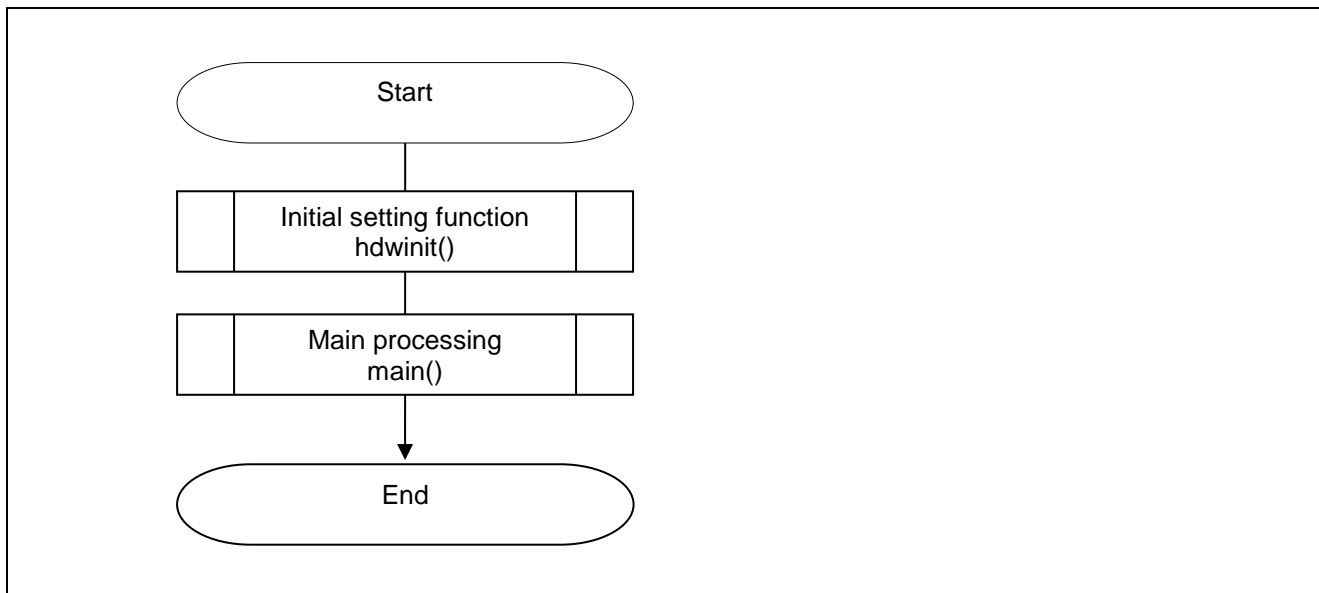 Start
Initial setting function
hdwinit()
Main processing
main()
End